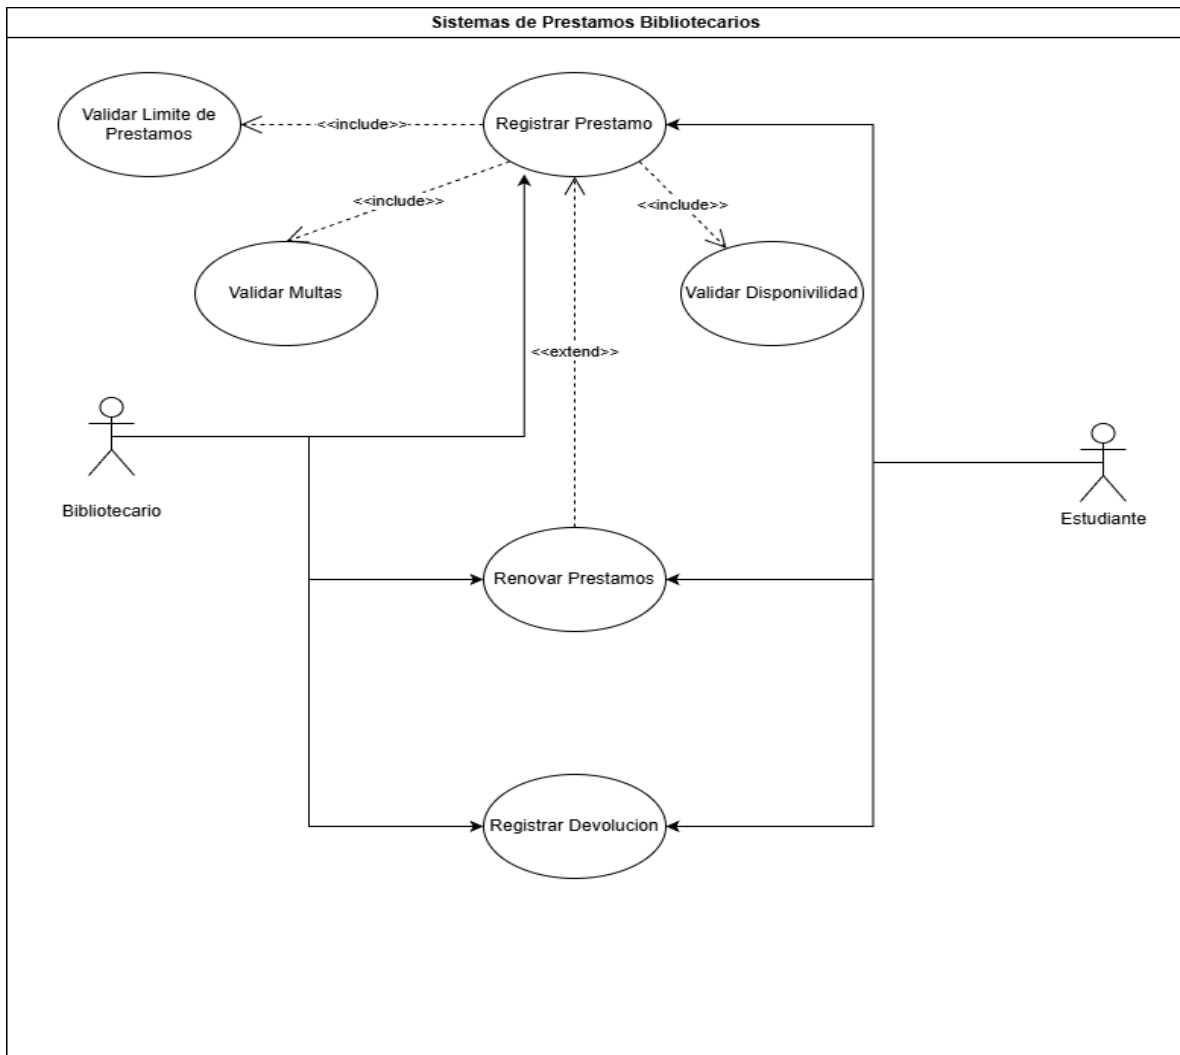 Sistemas de Prestamos Bibliotecarios
Validar Limite de
Prestamos
<<include>>
Registrar Prestamo
<<include>>
<<include>>
Validar Multas
Validar Disponivilidad
<<extend>>
Bibliotecario
Estudiante
Renovar Prestamos
Registrar Devolucion